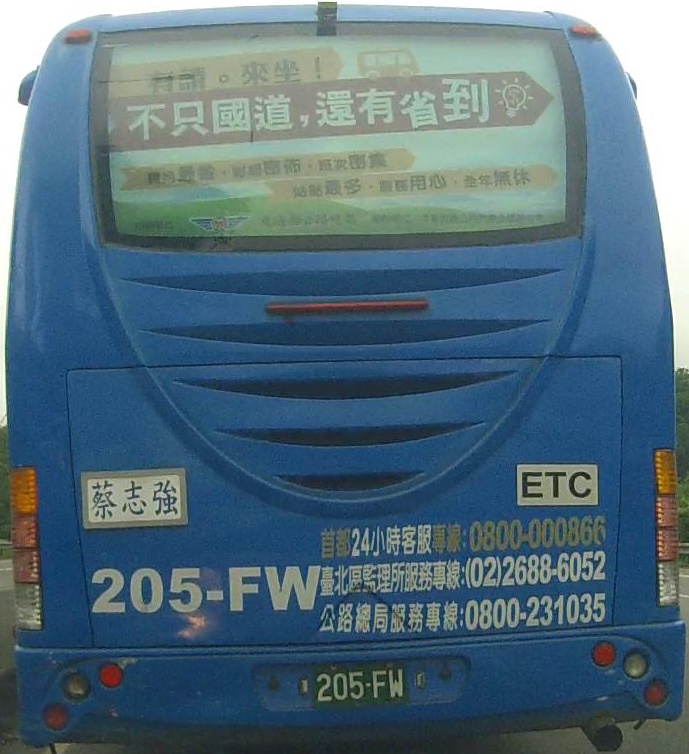 有請。來坐！
不只國道，還有省到
站點最多·服務用心·全年無休
蔡志強
ETC
首都24小時客服專線:0800-000866
205-FW
臺北區監理所服務專線:(02)2688-6052
公路總局服務專線:0800-231035
205-FW